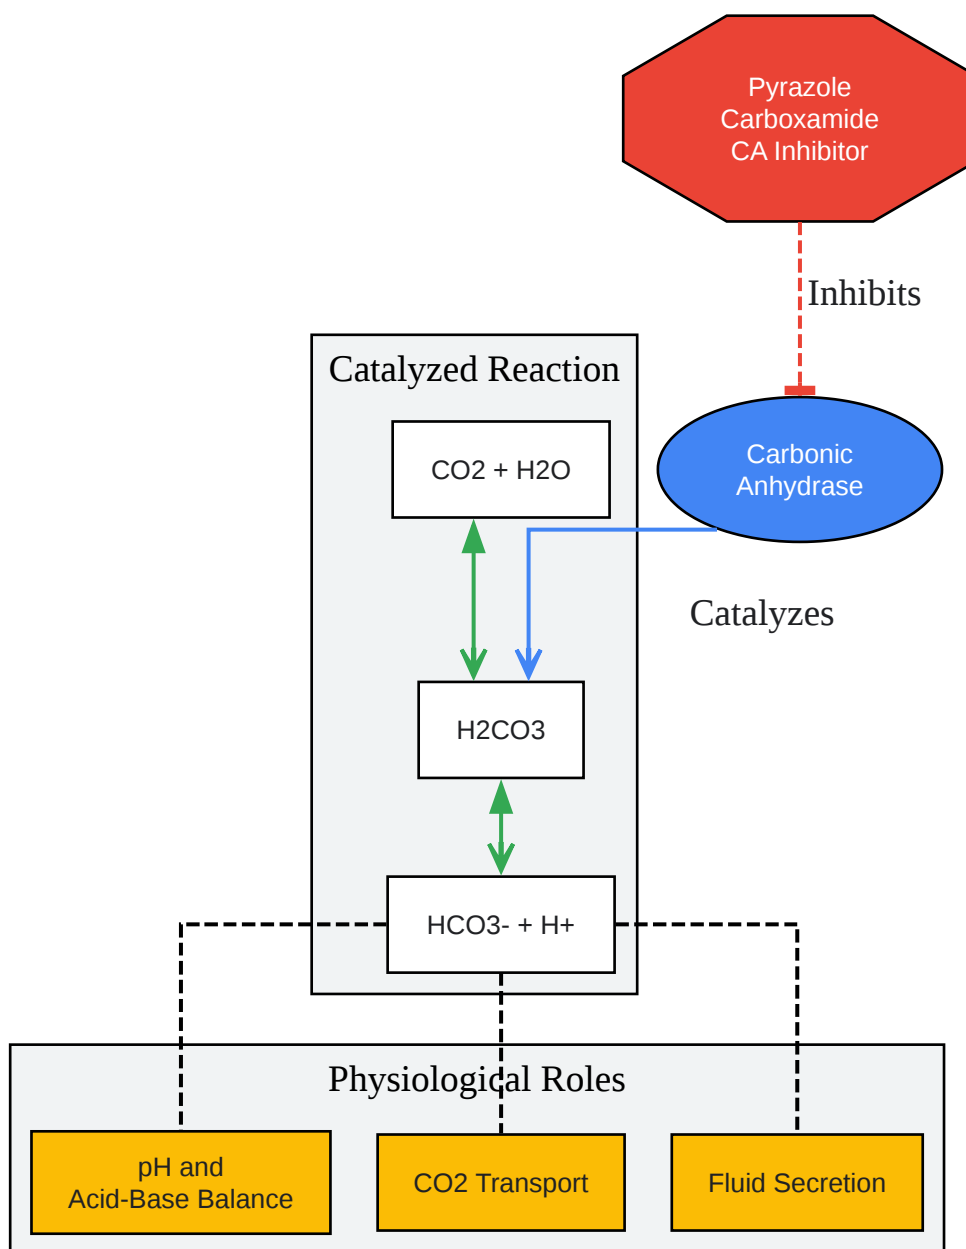 Pyrazole
Carboxamide
CA Inhibitor
Inhibits
Catalyzed Reaction
CO2 + H2O
Carbonic
Anhydrase
Catalyzes
H2CO3
HCO3- + H+
Physiological Roles
pH and
Acid-Base Balance
CO2 Transport
Fluid Secretion